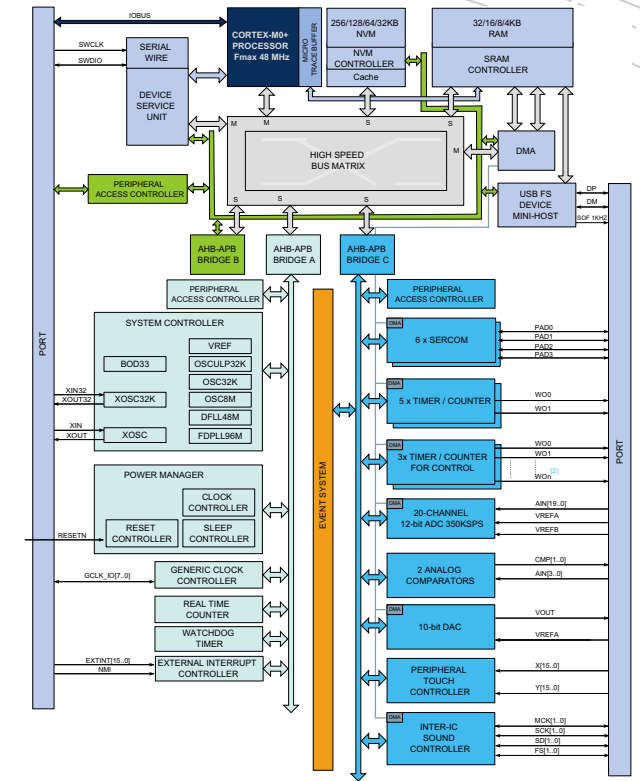 IOBUS
CORTEX-M0+
PROCESSOR
Fmax 48 MHz
MICRO
TRACE BUFFER
256/128/64/32KB
NVM
NVM
CONTROLLER
Cache
32/16/8/4KB
RAM
SRAM
CONTROLLER
SWCLK
SWDIO
SERIAL
WIRE
DEVICE
SERVICE
UNIT
M
M
S
S
HIGH SPEED
BUS MATRIX
M
DMA
PERIPHERAL
ACCESS CONTROLLER
USB FS
DEVICE
MINI-HOST
DP
DM
SOF 1KHZ
S
S
S
AHB-APB
BRIDGE B
AHB-APB
BRIDGE A
AHB-APB
BRIDGE C
PORT
PORT
EVENT SYSTEM
PERIPHERAL
ACCESS CONTROLLER
SYSTEM CONTROLLER
VREF
BOD33
OSCULP32K
OSC32K
XIN32
XOUT32
XOSC32K
OSC8M
DFLL48M
XIN
XOUT
XOSC
FDPLL96M
POWER MANAGER
CLOCK
CONTROLLER
RESET
CONTROLLER
SLEEP
CONTROLLER
RESETN
GCLK_IO[7..0]
GENERIC CLOCK
CONTROLLER
REAL TIME
COUNTER
WATCHDOG
TIMER
EXTINT[15..0]
NMI
EXTERNAL INTERRUPT
CONTROLLER
PERIPHERAL
ACCESS CONTROLLER
DMA
6 x SERCOM
PAD0
PAD1
PAD2
PAD3
DMA
5 x TIMER / COUNTER
WO0
WO1
DMA
3x TIMER / COUNTER
FOR CONTROL
WO0
WO1
(2)
WOn
DMA
20-CHANNEL
12-bit ADC 350KSPS
AIN[19..0]
VREFA
VREFB
2 ANALOG
COMPARATORS
CMP[1..0]
AIN[3..0]
DMA
10-bit DAC
VOUT
VREFA
PERIPHERAL
TOUCH
CONTROLLER
X[15..0]
Y[15..0]
DMA
INTER-IC
SOUND
CONTROLLER
MCK[1..0]
SCK[1..0]
SD[1..0]
FS[1..0]